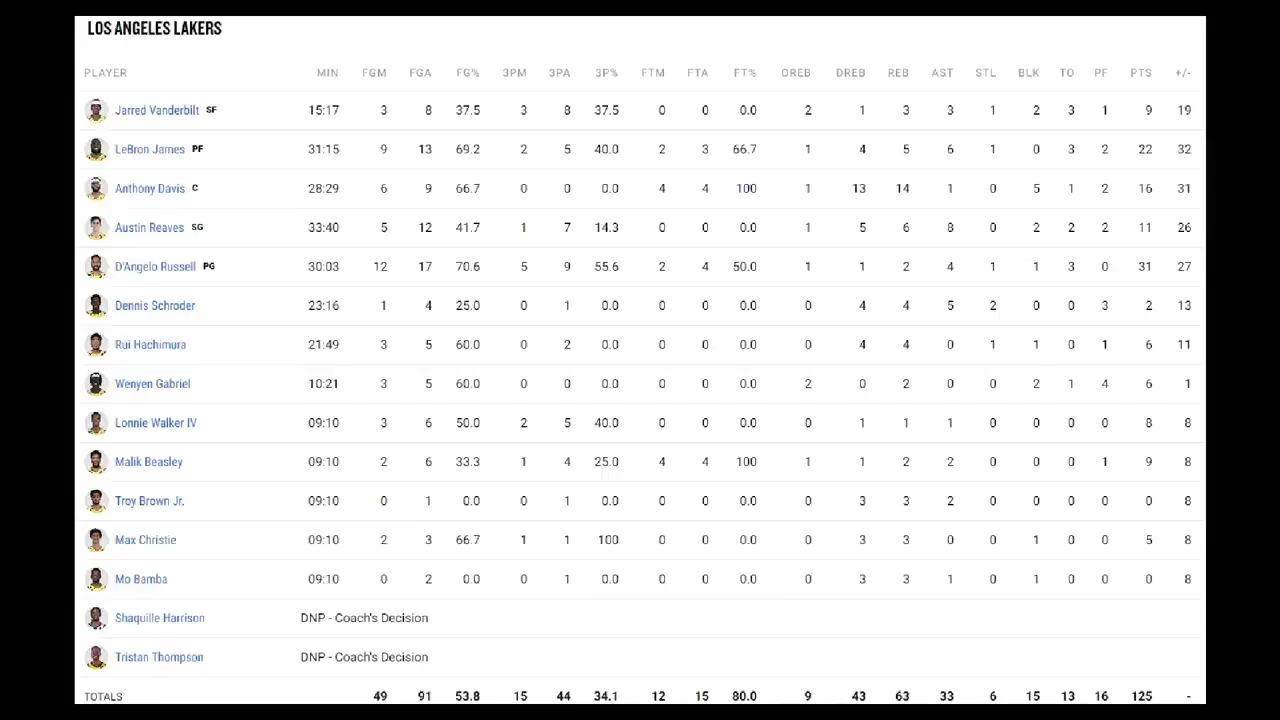 LOS ANGELES LAKERS
PLAYER MIN FGM FGA FG% 3PM 3PA 3P% FTM FTA FT% OREB DREB REB AST STL BLK TO PF PTS +/-
Jarred Vanderbilt SF 15:17 3 8 37.5 3 8 37.5 0 0 0.0 2 1 3 3 1 2 3 1 9 19
LeBron James PF 31:15 9 13 69.2 2 5 40.0 2 3 66.7 1 4 5 6 1 0 3 2 22 32
Anthony Davis C 28:29 6 9 66.7 0 0 0.0 4 4 100 1 13 14 1 0 5 1 2 16 31
Austin Reaves SG 33:40 5 12 41.7 1 7 14.3 0 0 0.0 1 5 6 8 0 2 2 2 11 26
D'Angelo Russell PG 30:03 12 17 70.6 5 9 55.6 2 4 50.0 1 1 2 4 1 1 3 0 31 27
Dennis Schroder 23:16 1 4 25.0 0 1 0.0 0 0 0.0 0 4 4 5 2 0 0 3 2 13
Rui Hachimura 21:49 3 5 60.0 0 2 0.0 0 0 0.0 0 4 4 0 1 1 0 1 6 11
Wenyen Gabriel 10:21 3 5 60.0 0 0 0.0 0 0 0.0 2 0 2 0 0 2 1 4 6 1
Lonnie Walker IV 09:10 3 6 50.0 2 5 40.0 0 0 0.0 0 1 1 1 0 0 0 0 8 8
Malik Beasley 09:10 2 6 33.3 1 4 25.0 4 4 100 1 1 2 2 0 0 0 1 9 8
Troy Brown Jr. 09:10 0 1 0.0 0 1 0.0 0 0 0.0 0 3 3 2 0 0 0 0 0 8
Max Christie 09:10 2 3 66.7 1 1 100 0 0 0.0 0 3 3 0 0 1 0 0 5 8
Mo Bamba 09:10 0 2 0.0 0 1 0.0 0 0 0.0 0 3 3 1 0 1 0 0 0 8
Shaquille Harrison DNP - Coach's Decision
Tristan Thompson DNP - Coach's Decision
TOTALS 49 91 53.8 15 44 34.1 12 15 80.0 9 43 63 33 6 15 13 16 125 -